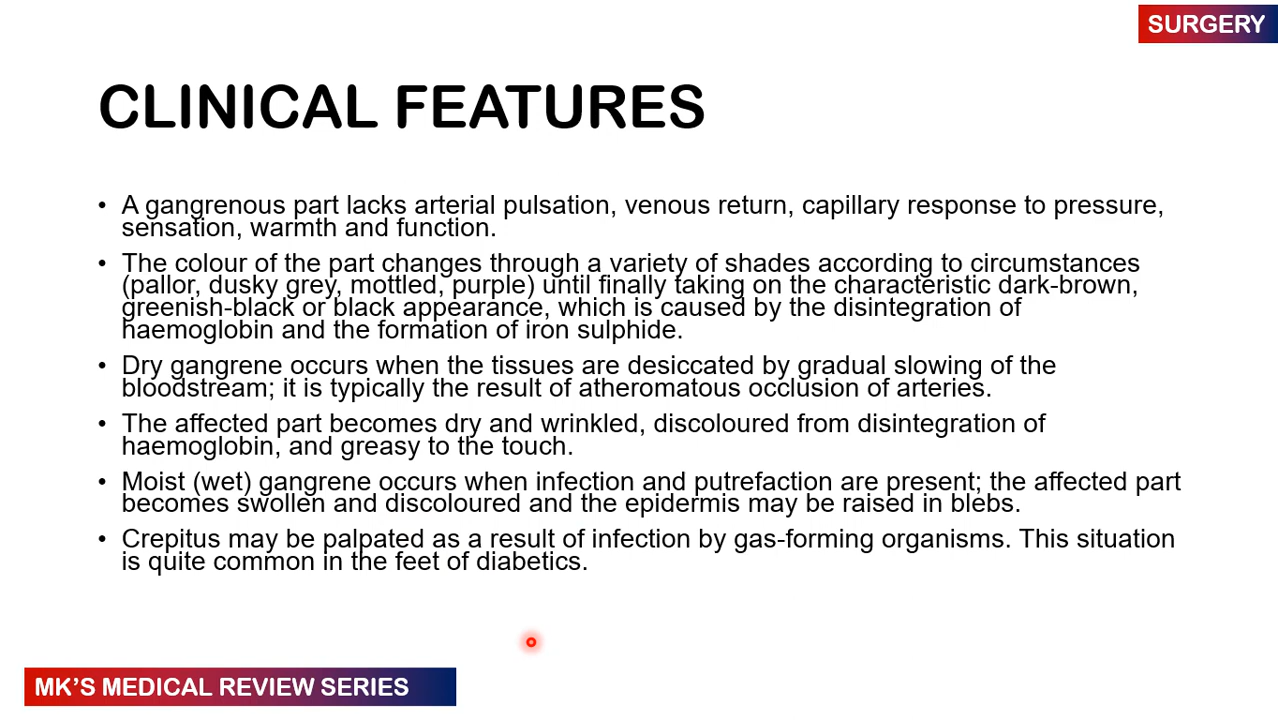 SURGERY
CLINICAL FEATURES
• A gangrenous part lacks arterial pulsation, venous return, capillary response to pressure,
sensation, warmth and function.
• The colour of the part changes through a variety of shades according to circumstances
(pallor, dusky grey, mottled, purple) until finally taking on the characteristic dark-brown,
greenish-black or black appearance, which is caused by the disintegration of
haemoglobin and the formation of iron sulphide.
• Dry gangrene occurs when the tissues are desiccated by gradual slowing of the
bloodstream; it is typically the result of atheromatous occlusion of arteries.
• The affected part becomes dry and wrinkled, discoloured from disintegration of
haemoglobin, and greasy to the touch.
• Moist (wet) gangrene occurs when infection and putrefaction are present; the affected part
becomes swollen and discoloured and the epidermis may be raised in blebs.
• Crepitus may be palpated as a result of infection by gas-forming organisms. This situation
is quite common in the feet of diabetics.
MK’S MEDICAL REVIEW SERIES